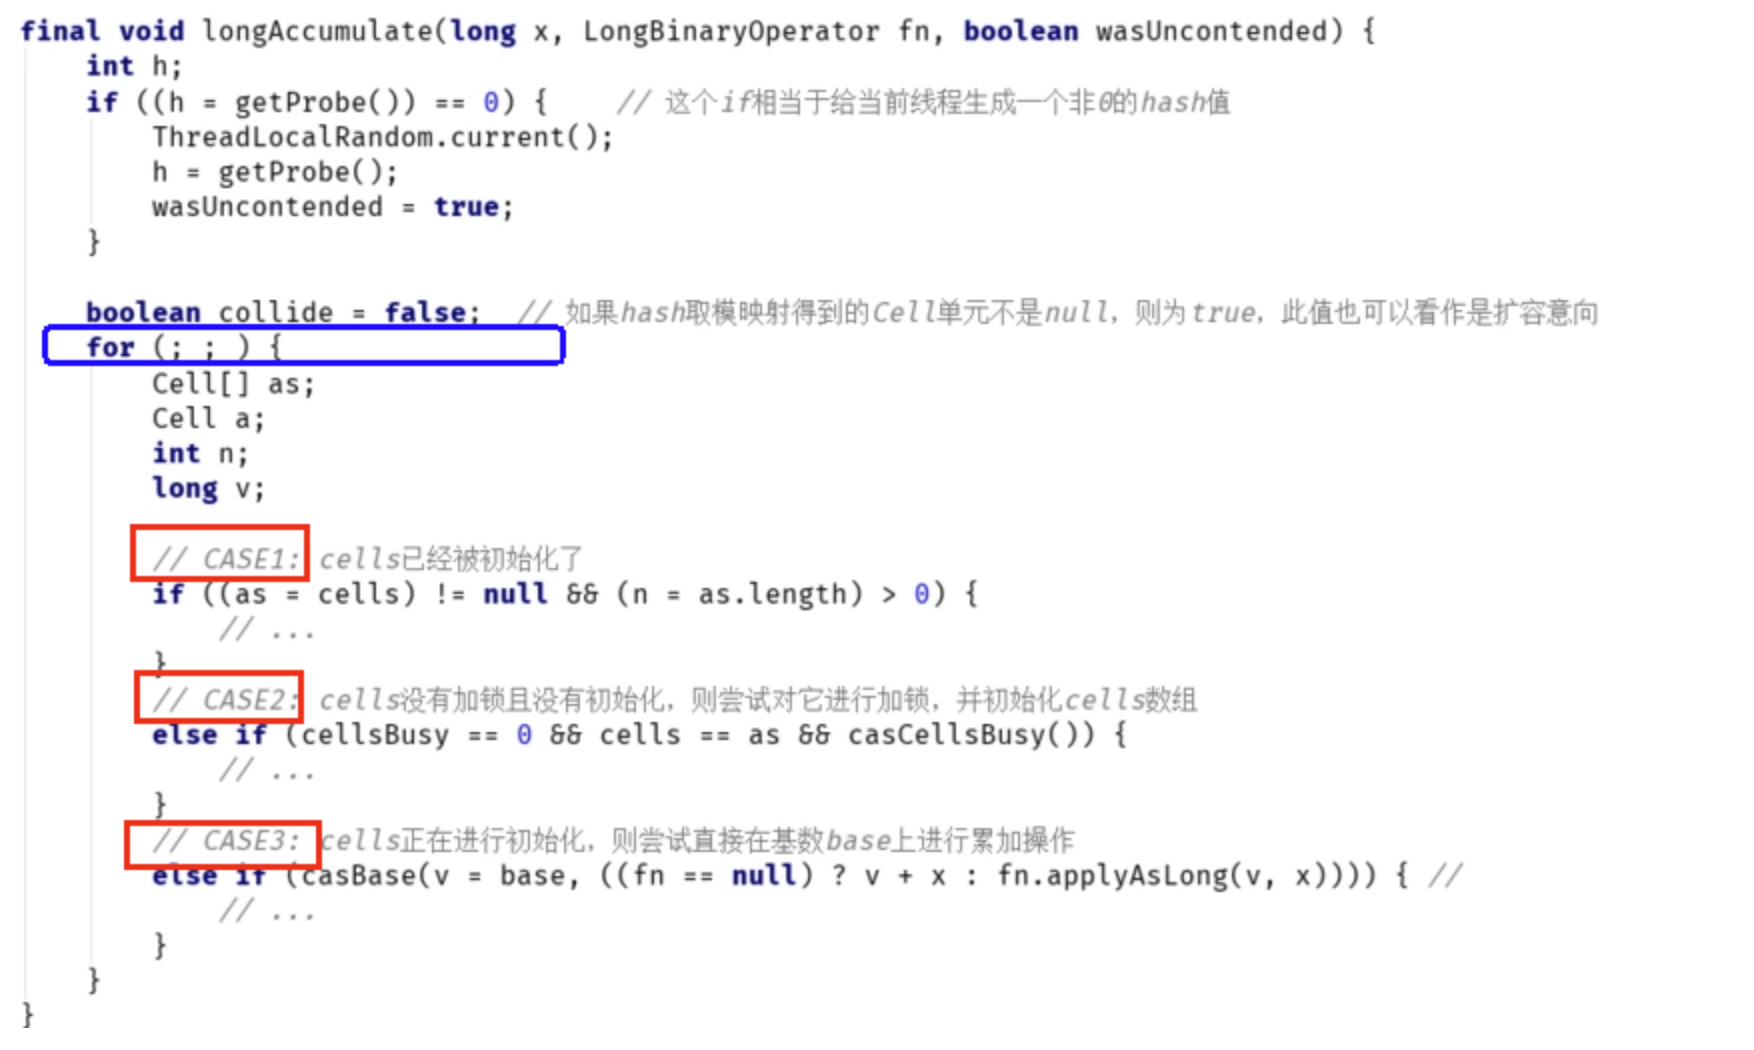 final void longAccumulate(long x, LongBinaryOperator fn, boolean wasUncontended) {
int h;
if ((h = getProbe()) == 0) { // 这个if相当于给当前线程生成一个非0的hash值
ThreadLocalRandom.current();
h = getProbe();
wasUncontended = true;
}
boolean collide = false; // 如果hash取模映射得到的Cell单元不是null，则为true，此值也可以看作是扩容意向
for (; ; ) {
Cell[] as;
Cell a;
int n;
long v;
// CASE1: cells已经被初始化了
if ((as = cells) != null && (n = as.length) > 0) {
// ...
}
// CASE2: cells没有加锁且没有初始化，则尝试对它进行加锁，并初始化cells数组
else if (cellsBusy == 0 && cells == as && casCellsBusy()) {
// ...
}
// CASE3: cells正在进行初始化，则尝试直接在基数base上进行累加操作
else if (casBase(v = base, ((fn == null) ? v + x : fn.applyAsLong(v, x)))) { //
// ...
}
}
}